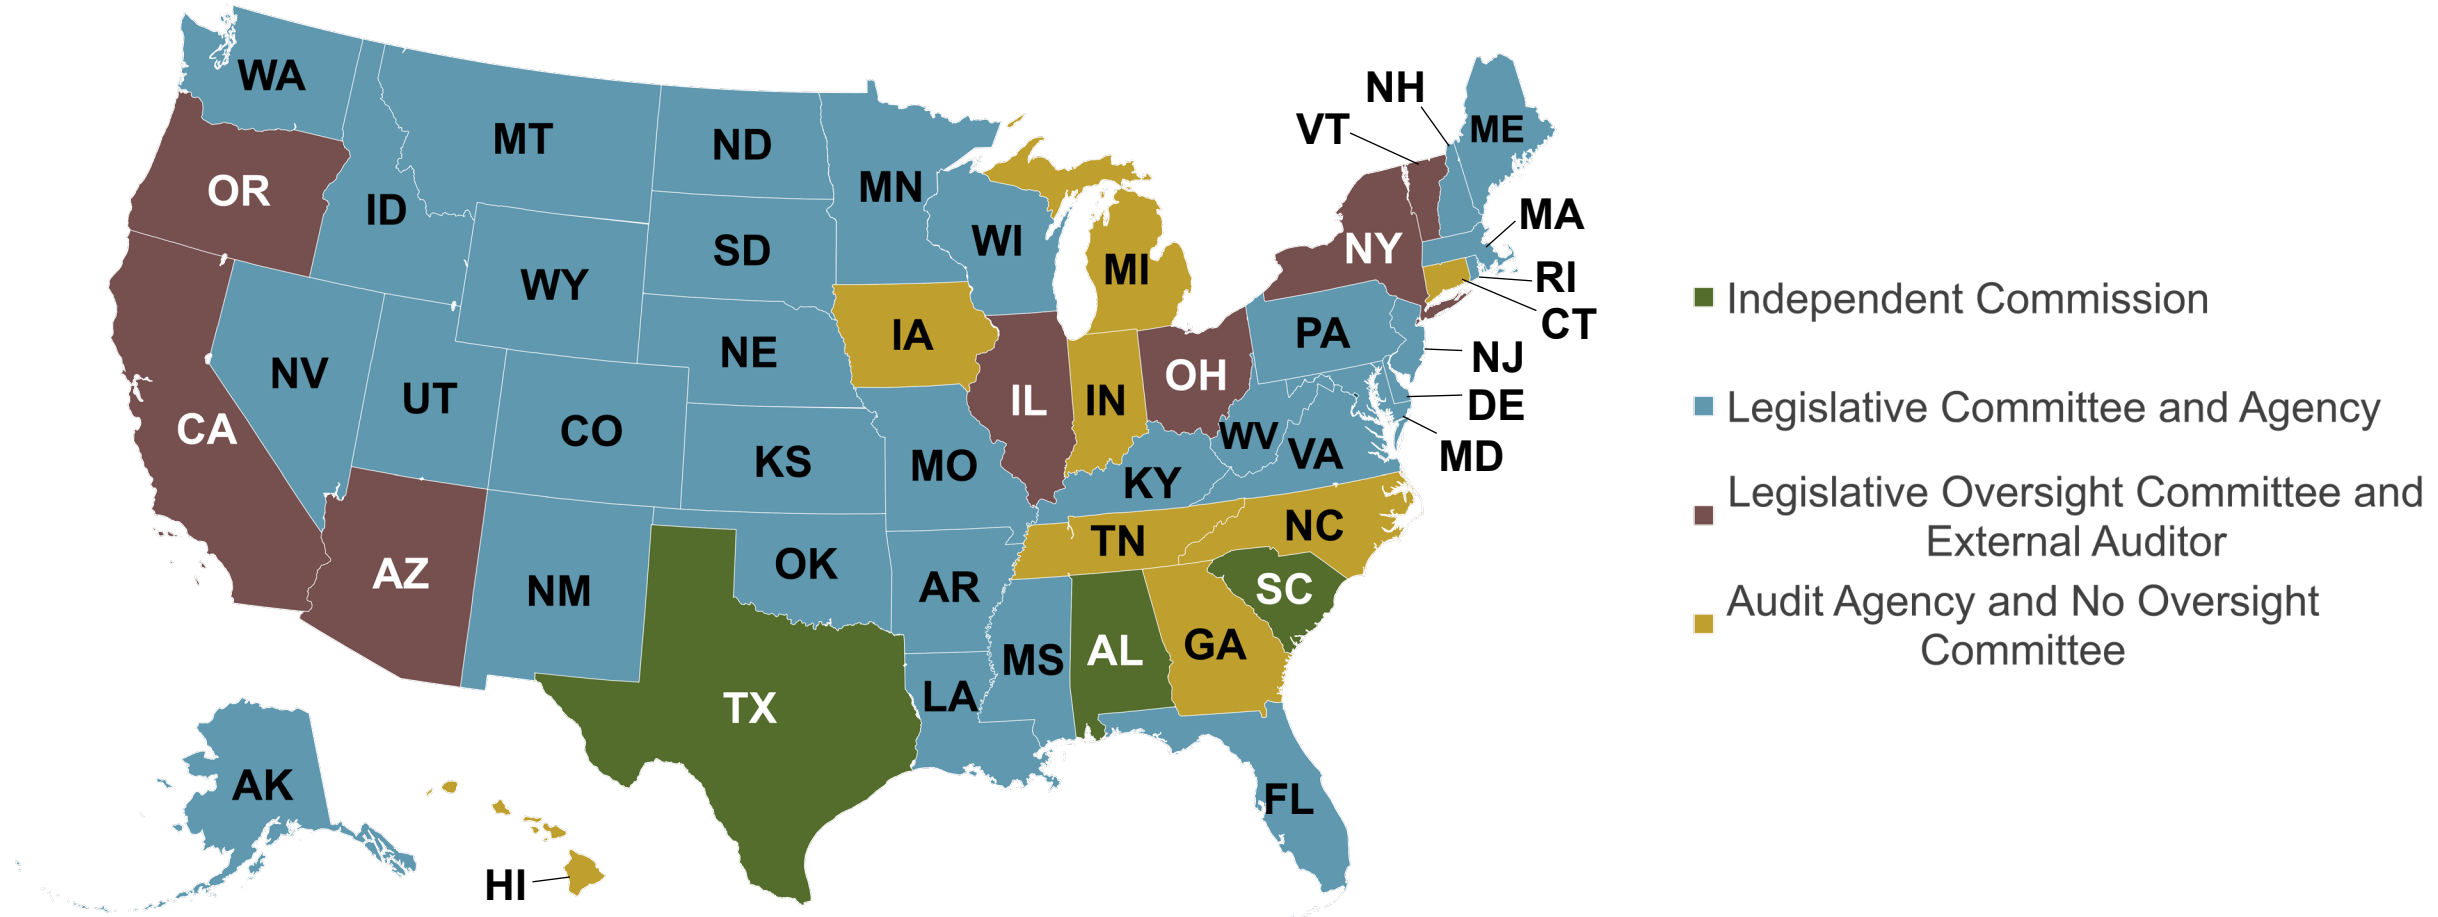 WA
NH
VT
ME
MT
ND
MN
OR
ID
WI
MA
SD
NY
MI
RI
WY
CT
Independent Commission
IA
PA
NE
NJ
NV
OH
UT
IL
IN
DE
Legislative Committee and Agency
CA
CO
WV
VA
MD
KS
MO
KY
Legislative Oversight Committee and
External Auditor
NC
TN
OK
AZ
NM
AR
SC
Audit Agency and No Oversight
Committee
GA
AL
MS
LA
TX
AK
FL
HI